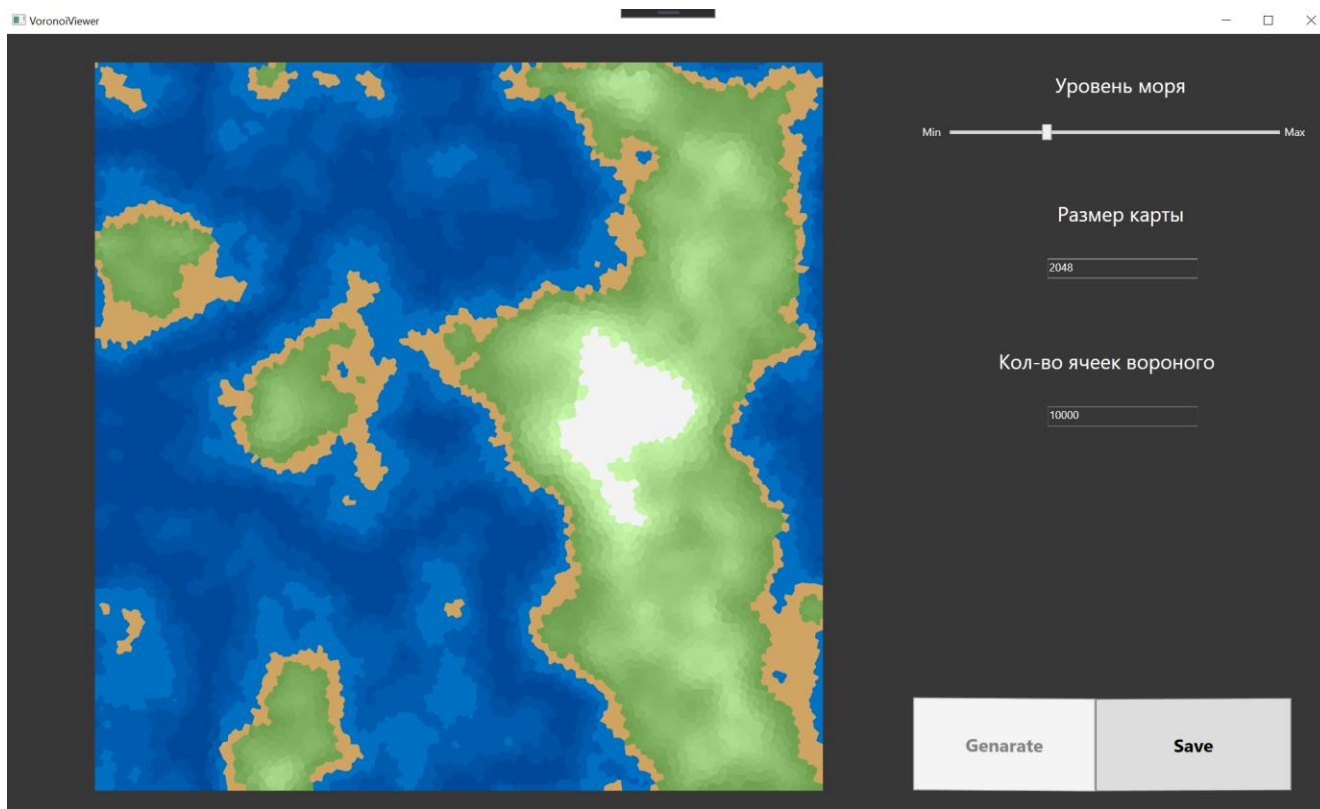 VoronoiViewer
Уровень моря
Min Max
Размер карты
2048
Кол-во ячеек вороного
10000
Genarate Save